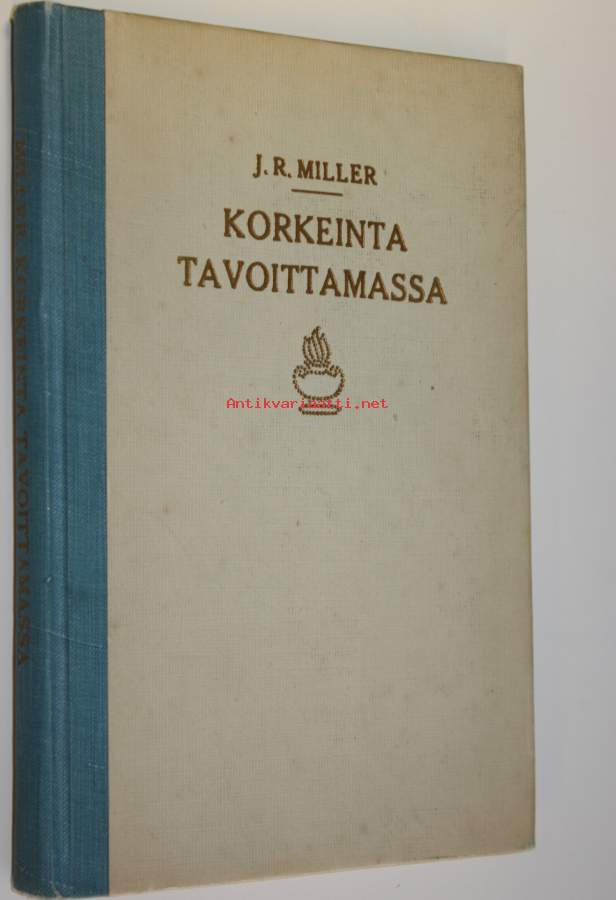 J. R. MILLER
KORKEINTA
TAVOITTAMASSA
Antikvariaatti.net
MILLER KORKEINTA TAVOITTAMASSA